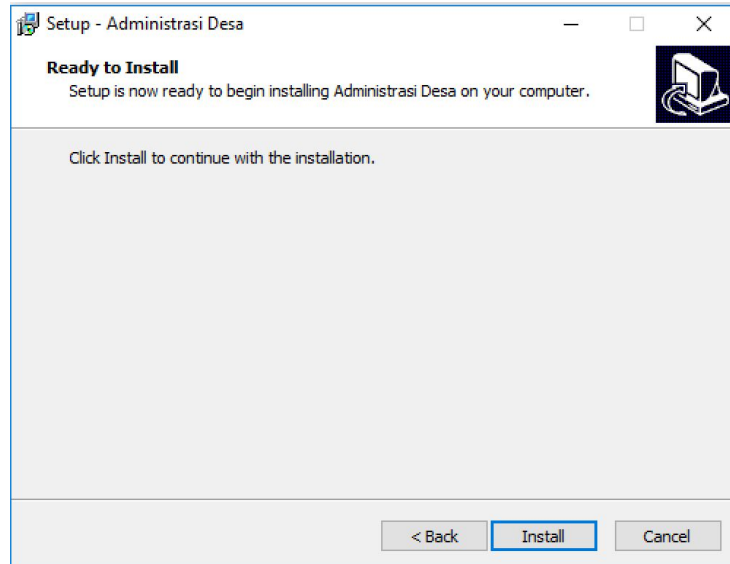 Setup - Administrasi Desa
Ready to Install
Setup is now ready to begin installing Administrasi Desa on your computer.
Click Install to continue with the installation.
< Back
Install
Cancel